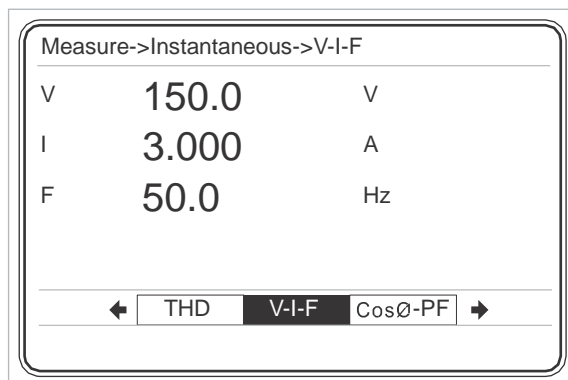 Measure->Instantaneous->V-I-F
V 150.0 V
I 3.000 A
F 50.0 Hz
THD V-I-F CosØ-PF